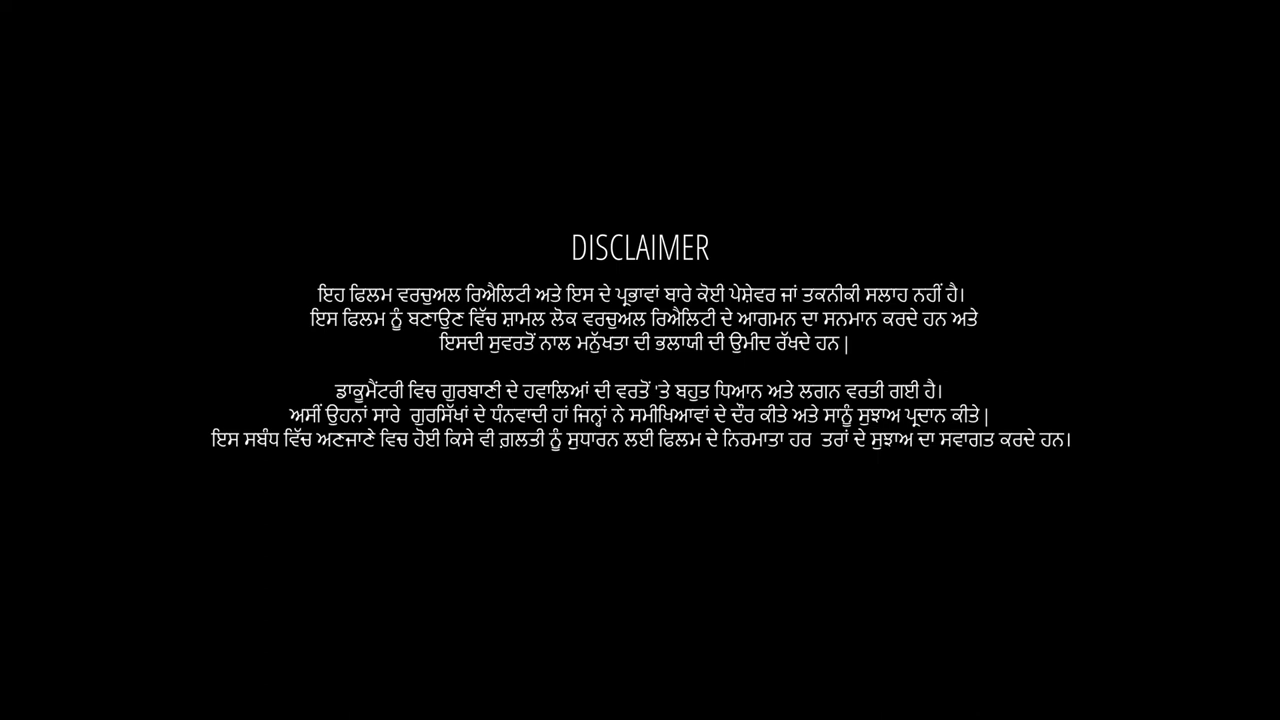 DISCLAIMER
ਇਹ ਫਿਲਮ ਵਰਚੁਅਲ ਰਿਐਲਿਟੀ ਅਤੇ ਇਸ ਦੇ ਪ੍ਰਭਾਵਾਂ ਬਾਰੇ ਕੋਈ ਪੇਸ਼ੇਵਰ ਜਾਂ ਤਕਨੀਕੀ ਸਲਾਹ ਨਹੀਂ ਹੈ।
ਇਸ ਫਿਲਮ ਨੂੰ ਬਣਾਉਣ ਵਿੱਚ ਸ਼ਾਮਲ ਲੋਕ ਵਰਚੁਅਲ ਰਿਐਲਿਟੀ ਦੇ ਆਗਮਨ ਦਾ ਸਨਮਾਨ ਕਰਦੇ ਹਨ ਅਤੇ
ਇਸਦੀ ਸੁਵਰਤੋਂ ਨਾਲ ਮਨੁੱਖਤਾ ਦੀ ਭਲਾਈ ਦੀ ਉਮੀਦ ਰੱਖਦੇ ਹਨ |
ਡਾਕੂਮੈਂਟਰੀ ਵਿਚ ਗੁਰਬਾਣੀ ਦੇ ਹਵਾਲਿਆਂ ਦੀ ਵਰਤੋਂ 'ਤੇ ਬਹੁਤ ਧਿਆਨ ਅਤੇ ਲਗਨ ਵਰਤੀ ਗਈ ਹੈ।
ਅਸੀਂ ਉਹਨਾਂ ਸਾਰੇ ਗੁਰਸਿੱਖਾਂ ਦੇ ਧੰਨਵਾਦੀ ਹਾਂ ਜਿਨ੍ਹਾਂ ਨੇ ਸਮੀਖਿਆਵਾਂ ਦੇ ਦੌਰ ਕੀਤੇ ਅਤੇ ਸਾਨੂੰ ਸੁਝਾਅ ਪ੍ਰਦਾਨ ਕੀਤੇ |
ਇਸ ਸਬੰਧ ਵਿੱਚ ਅਣਜਾਣੇ ਵਿਚ ਹੋਈ ਕਿਸੇ ਵੀ ਗ਼ਲਤੀ ਨੂੰ ਸੁਧਾਰਨ ਲਈ ਫਿਲਮ ਦੇ ਨਿਰਮਾਤਾ ਹਰ ਤਰਾਂ ਦੇ ਸੁਝਾਅ ਦਾ ਸਵਾਗਤ ਕਰਦੇ ਹਨ।